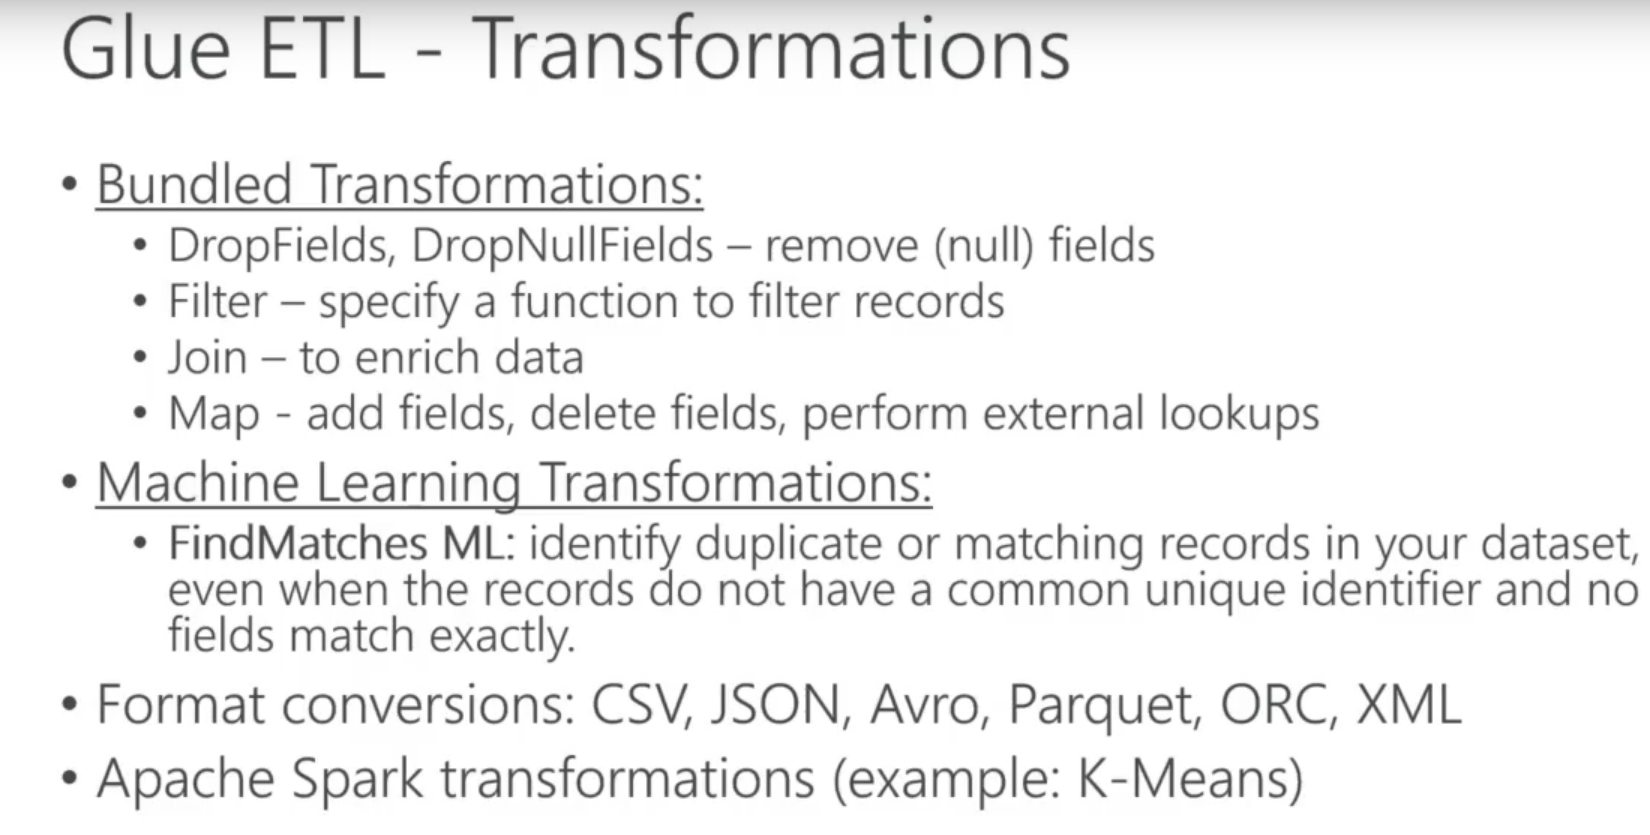 Glue ETL - Transformations
• Bundled Transformations:
• DropFields, DropNullFields – remove (null) fields
• Filter – specify a function to filter records
• Join – to enrich data
• Map - add fields, delete fields, perform external lookups
• Machine Learning Transformations:
• FindMatches ML: identify duplicate or matching records in your dataset,
even when the records do not have a common unique identifier and no
fields match exactly.
• Format conversions: CSV, JSON, Avro, Parquet, ORC, XML
• Apache Spark transformations (example: K-Means)